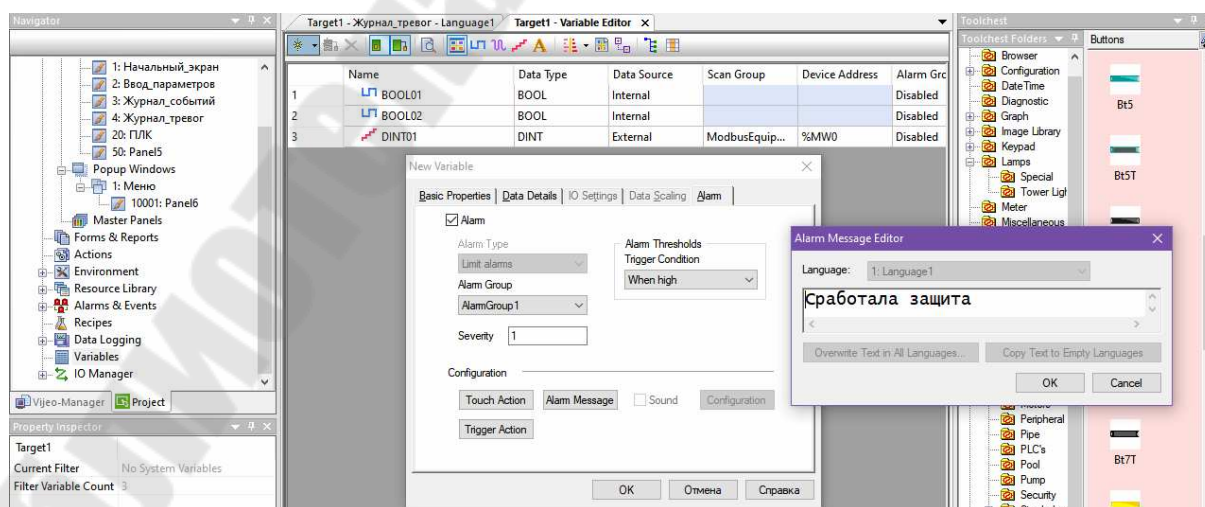 Navigator
Target1 - Журнал_тревог - Language1
Target1 - Variable Editor
Toolchest
Toolchest Folders
Buttons
1: Начальный_экран
2: Ввод_параметров
3: Журнал_событий
4: Журнал_тревог
20: ПЛК
50: Panel5
Popup Windows
1: Меню
10001: Panel6
Master Panels
Forms & Reports
Actions
Environment
Resource Library
Alarms & Events
Recipes
Data Logging
Variables
IO Manager
Vijeo-Manager
Project
Property Inspector
Target1
Current Filter No System Variables
Filter Variable Count 3
Name Data Type Data Source Scan Group Device Address Alarm Grc
1 BOOL01 BOOL Internal Disabled
2 BOOL02 BOOL Internal Disabled
3 DINT01 DINT External ModbusEquip... %MW0 Disabled
New Variable
Basic Properties Data Details IO Settings Data Scaling Alarm
Alarm
Alarm Type
Limit alarms
Alarm Group
AlarmGroup1
Severity 1
Alarm Thresholds
Trigger Condition
When high
Configuration
Touch Action Alarm Message Sound Configuration
Trigger Action
OK Отмена Справка
Alarm Message Editor
Language: 1: Language1
Сработала защита
Overwrite Text in All Languages... Copy Text to Empty Languages
OK Cancel
Browser
Configuration
DateTime
Diagnostic
Graph
Image Library
Keypad
Lamps
Special
Tower Ligh
Meter
Miscellaneous
Peripheral
Pipe
PLC's
Pool
Pump
Security
Bt5
Bt5T
Bt7T